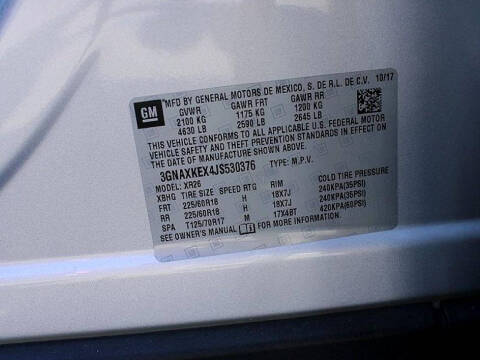 GM
MFD BY GENERAL MOTORS DE MEXICO, S. DE R.L. DE C.V. 10/17
GVWR GAWR FRT GAWR RR
2100 KG 1175 KG 1200 KG
4630 LB 2590 LB 2645 LB
THIS VEHICLE CONFORMS TO ALL APPLICABLE U.S. FEDERAL MOTOR
VEHICLE SAFETY AND THEFT PREVENTION STANDARDS IN EFFECT ON
THE DATE OF MANUFACTURE SHOWN ABOVE.
3GNAXKEX4JS530376 TYPE: M.P.V.
MODEL: XR26
XBHG TIRE SIZE SPEED RTG RIM COLD TIRE PRESSURE
FRT 225/60R18 H 18X7J 240KPA(35PSI)
RR 225/60R18 H 18X7J 240KPA(35PSI)
SPA T125/70R17 M 17X4BT 420KPA(60PSI)
SEE OWNER'S MANUAL FOR MORE INFORMATION.